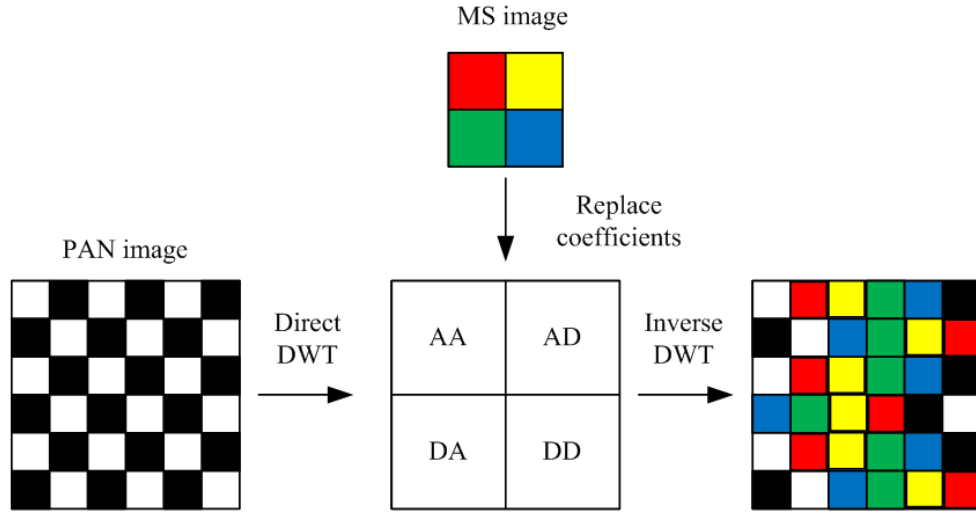 MS image
Replace
coefficients
PAN image
Direct
DWT
AA
AD
Inverse
DWT
DA
DD